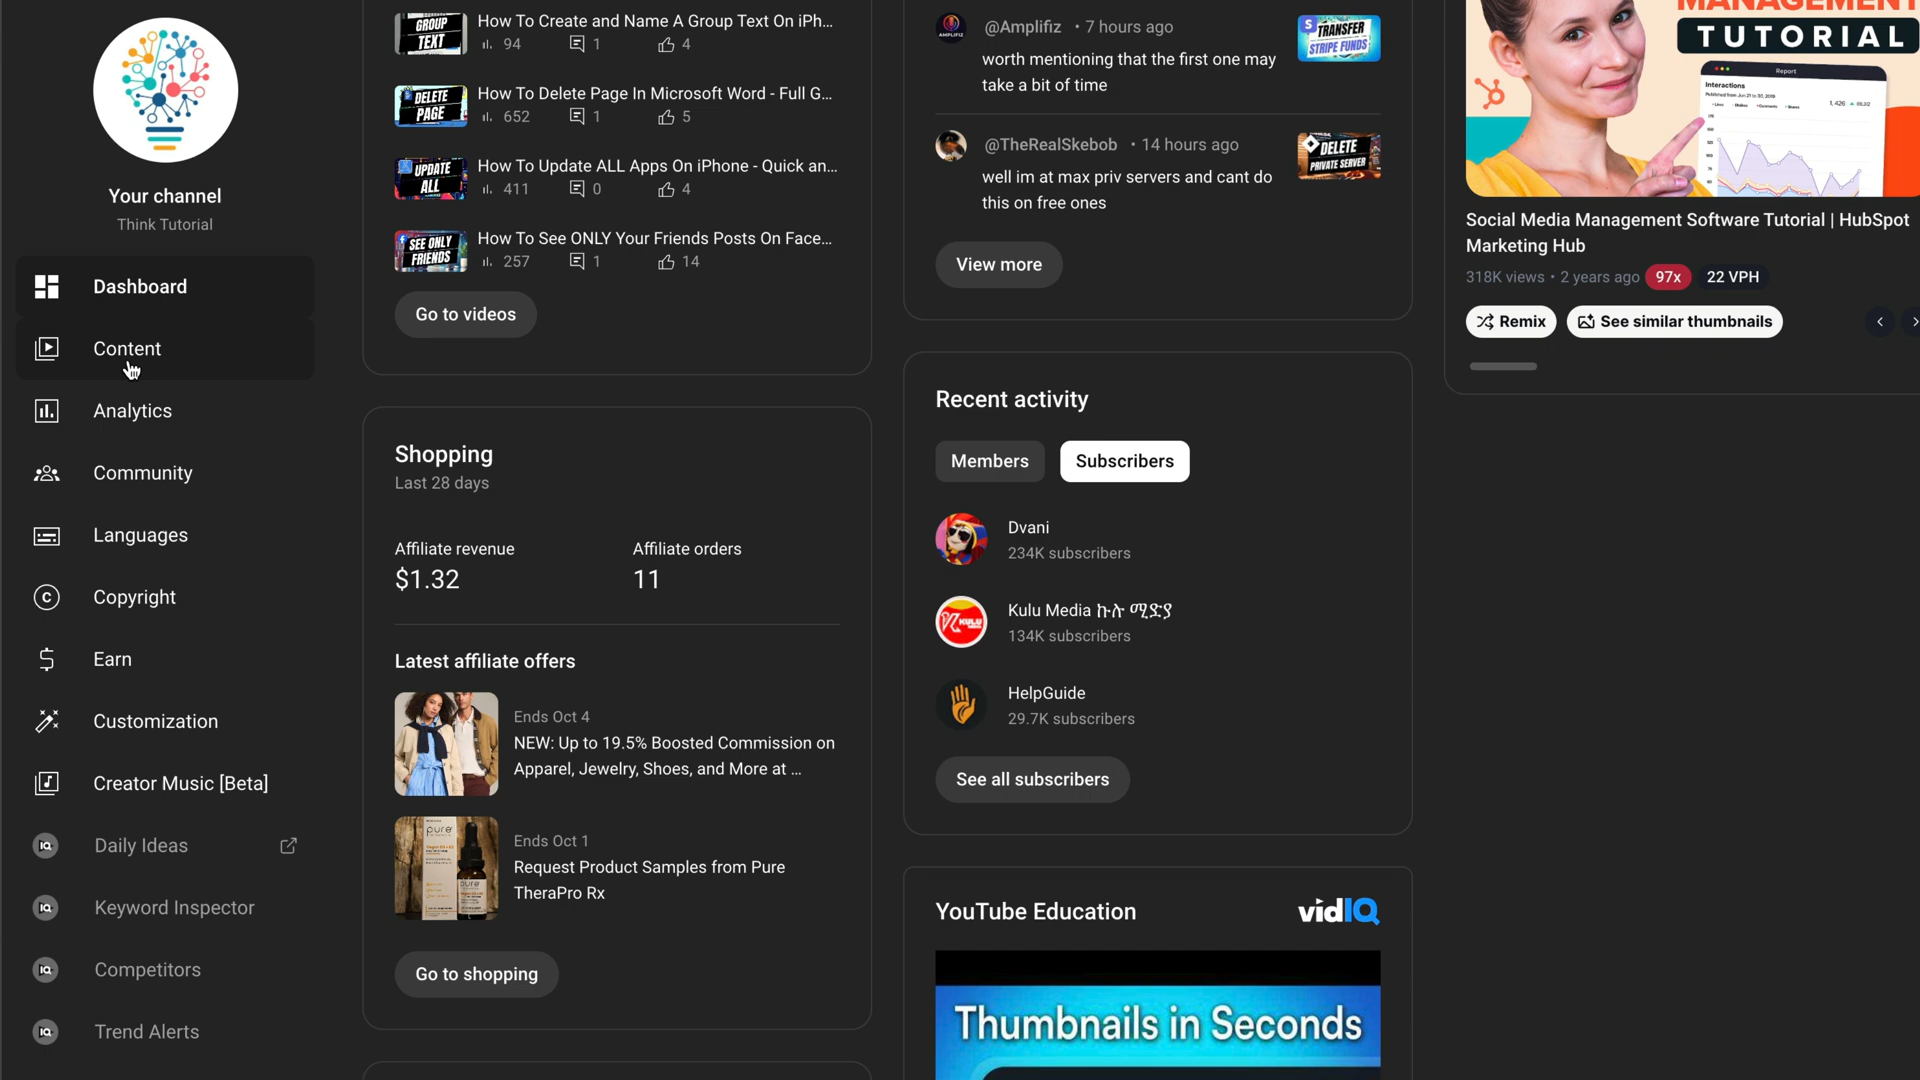 Your channel
Think Tutorial
Dashboard
Content
Analytics
Community
Languages
Copyright
Earn
Customization
Creator Music [Beta]
Daily Ideas
Keyword Inspector
Competitors
Trend Alerts
GROUP
TEXT
How To Create and Name A Group Text On iPh...
94 1 4
DELETE
PAGE
How To Delete Page In Microsoft Word - Full G...
652 1 5
UPDATE
ALL
How To Update ALL Apps On iPhone - Quick an...
411 0 4
SEE ONLY
FRIENDS
How To See ONLY Your Friends Posts On Face...
257 1 14
Go to videos
Shopping
Last 28 days
Affiliate revenue
$1.32
Affiliate orders
11
Latest affiliate offers
Ends Oct 4
NEW: Up to 19.5% Boosted Commission on
Apparel, Jewelry, Shoes, and More at ...
pure
Ends Oct 1
Request Product Samples from Pure
TheraPro Rx
Go to shopping
AMPLIFIZ
@Amplifiz • 7 hours ago
worth mentioning that the first one may
take a bit of time
TRANSFER
STRIPE FUNDS
@TheRealSkebob • 14 hours ago
well im at max priv servers and cant do
this on free ones
DELETE
PRIVATE SERVER
View more
Recent activity
Members
Subscribers
Dvani
234K subscribers
KULU
Kulu Media ኩሉ ሚድያ
134K subscribers
HelpGuide
29.7K subscribers
See all subscribers
YouTube Education
vidIQ
Thumbnails in Seconds
MANAGEMENT
TUTORIAL
Report
Interactions
1,426
Social Media Management Software Tutorial | HubSpot
Marketing Hub
318K views • 2 years ago 97x 22 VPH
Remix
See similar thumbnails